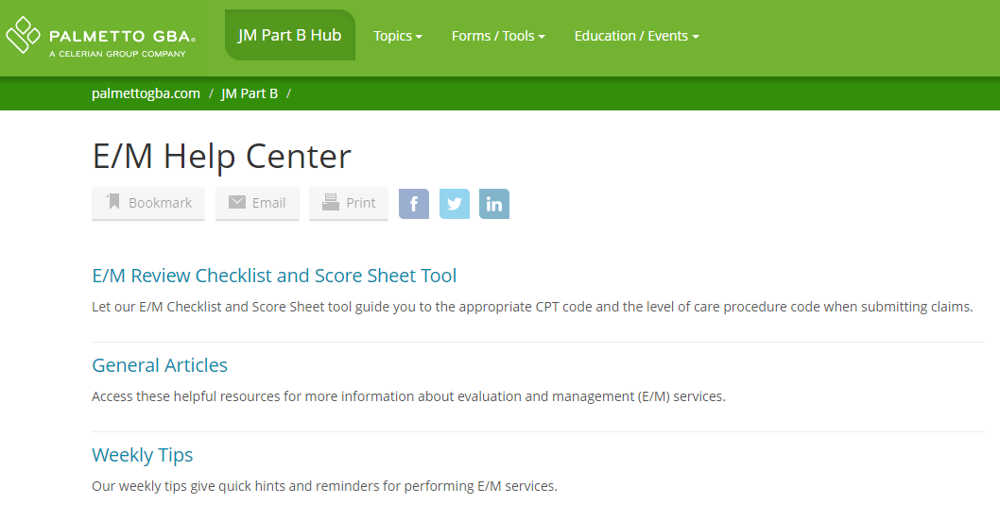 PALMETTO GBA®
A CELERIAN GROUP COMPANY
JM Part B Hub
Topics
Forms / Tools
Education / Events
palmettogba.com / JM Part B /
E/M Help Center
Bookmark
Email
Print
f
in
E/M Review Checklist and Score Sheet Tool
Let our E/M Checklist and Score Sheet tool guide you to the appropriate CPT code and the level of care procedure code when submitting claims.
General Articles
Access these helpful resources for more information about evaluation and management (E/M) services.
Weekly Tips
Our weekly tips give quick hints and reminders for performing E/M services.